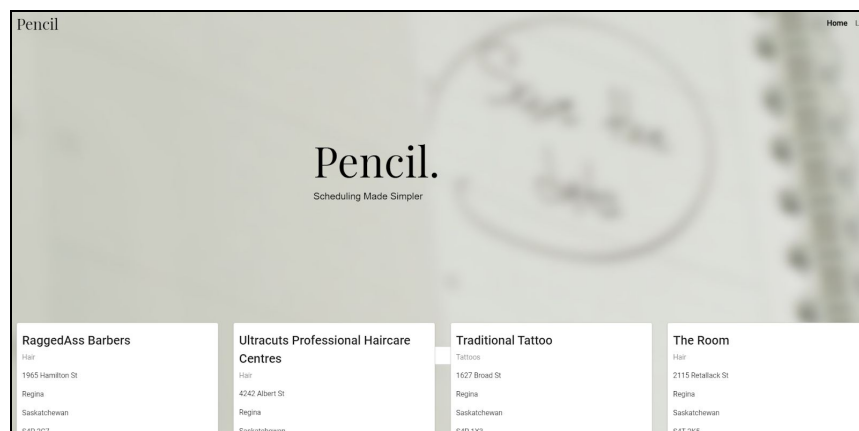 Pencil
Home
Pencil.
Scheduling Made Simpler
RaggedAss Barbers
Hair
1965 Hamilton St
Regina
Saskatchewan
Ultracuts Professional Haircare
Centres
Hair
4242 Albert St
Regina
Saskatchewan
Traditional Tattoo
Tattoos
1627 Broad St
Regina
Saskatchewan
The Room
Hair
2115 Retallack St
Regina
Saskatchewan